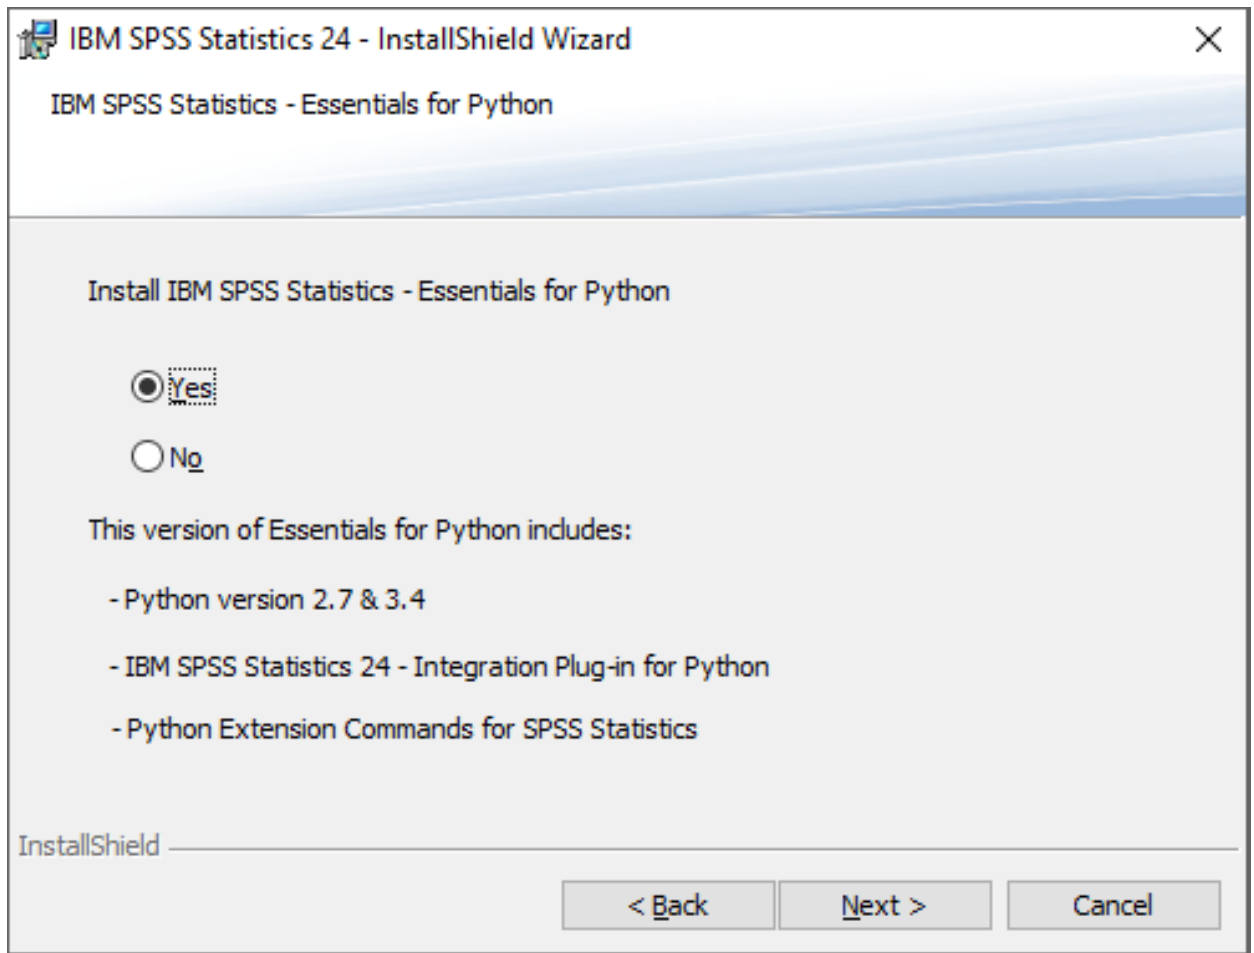 IBM SPSS Statistics 24 - InstallShield Wizard
IBM SPSS Statistics - Essentials for Python
Install IBM SPSS Statistics - Essentials for Python
Yes
No
This version of Essentials for Python includes:
- Python version 2.7 & 3.4
- IBM SPSS Statistics 24 - Integration Plug-in for Python
- Python Extension Commands for SPSS Statistics
InstallShield
< Back Next > Cancel